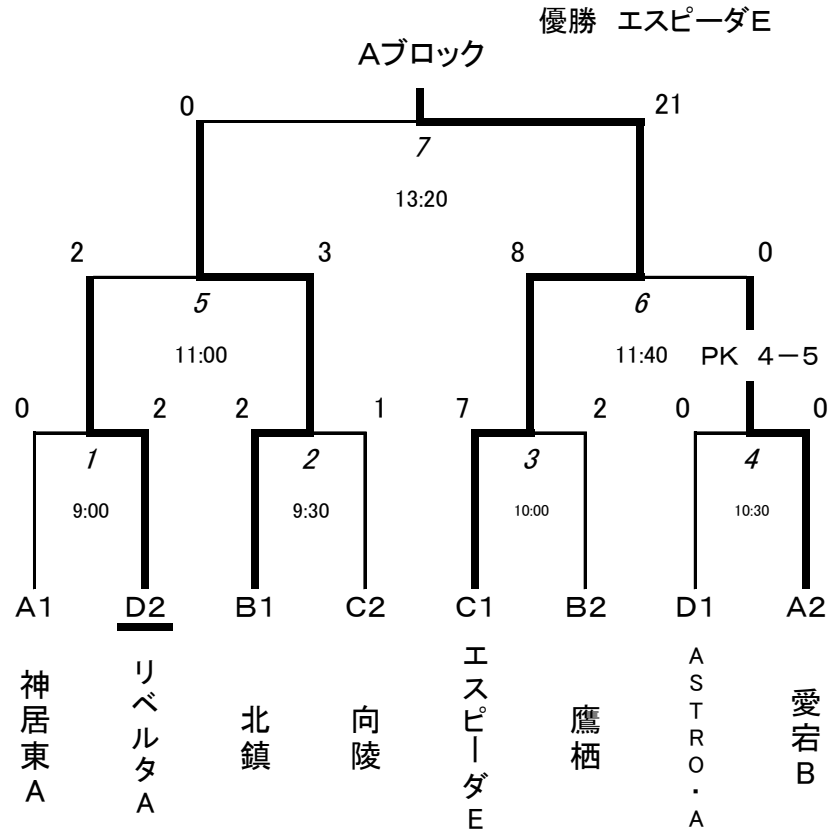 優勝 エスピーダE
Aブロック
0 21
7
13:20
2 3 8 0
5 6
11:00 11:40 PK 4－5
0 2 2 1 7 2 0 0
1 2 3 4
9:00 9:30 10:00 10:30
A1 D2 B1 C2 C1 B2 D1 A2
神居東A
リベルタA
北鎮
向陵
エスピーダE
鷹栖
ASTRO・A
愛宕B